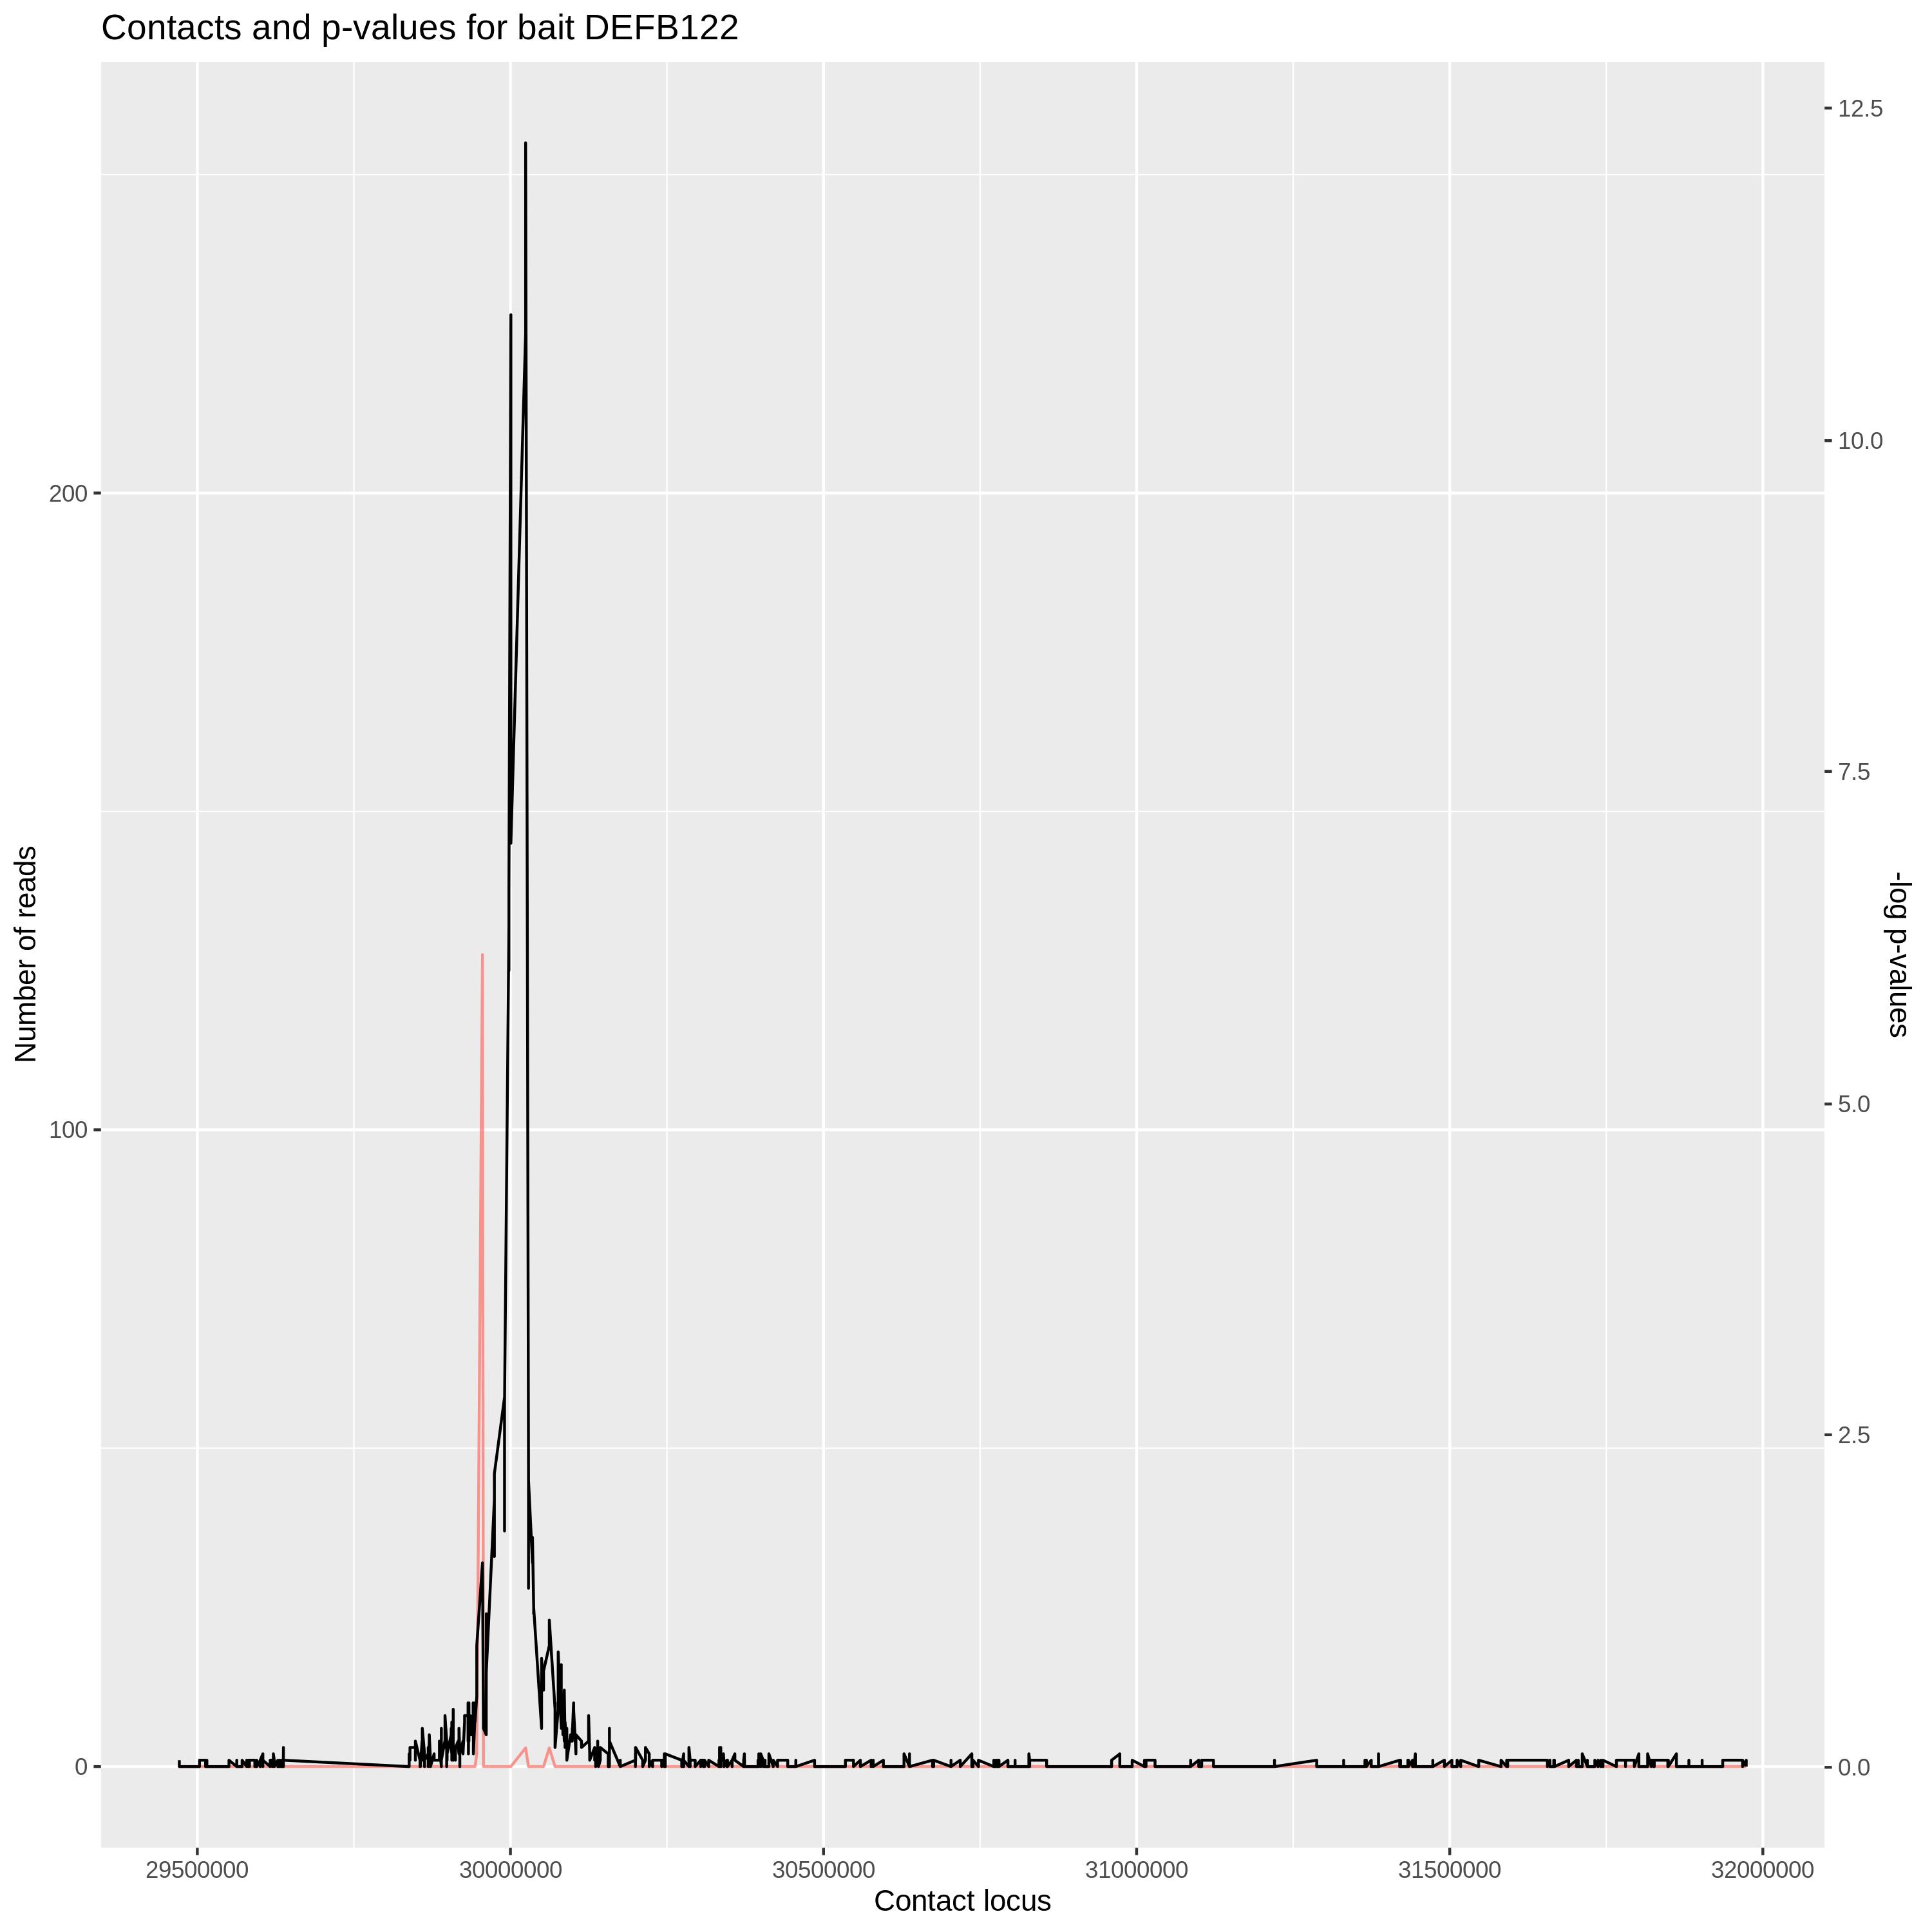 Contacts and p-values for bait DEFB122
12.5
10.0
7.5
5.0
2.5
0.0
200
100
0
Number of reads
-log p-values
29500000 30000000 30500000 31000000 31500000 32000000
Contact locus